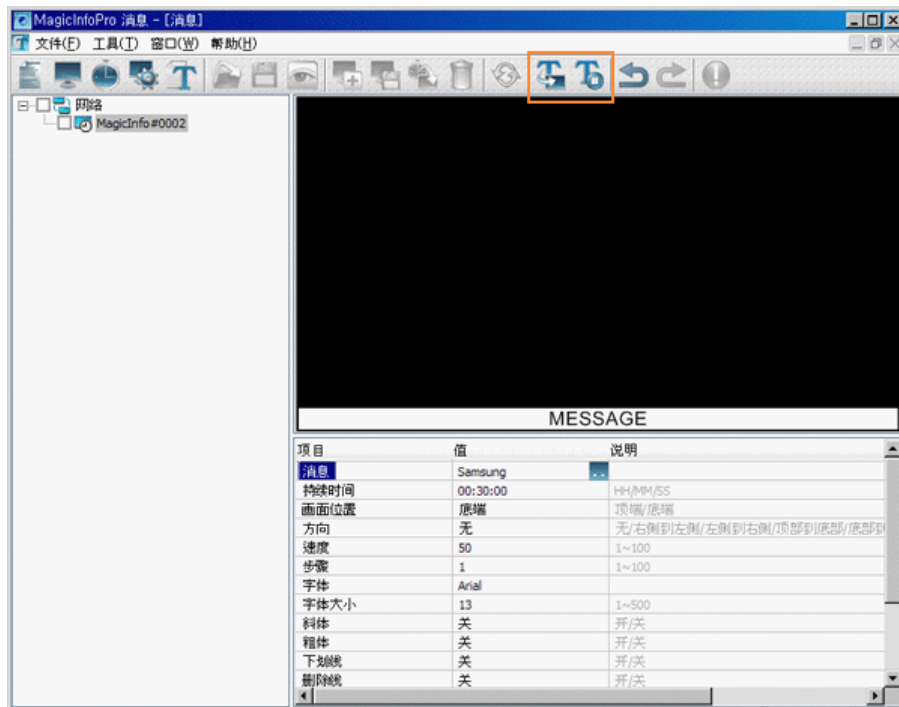 MagicInfoPro 消息 - [消息]
文件(F) 工具(T) 窗口(W) 帮助(H)
网络
MagicInfo#0002
MESSAGE
项目 值 说明
消息 Samsung ..
持续时间 00:30:00 HH/MM/SS
画面位置 底端 顶端/底端
方向 无 无/右侧到左侧/左侧到右侧/顶部到底部/底部到
速度 50 1~100
步骤 1 1~100
字体 Arial
字体大小 13 1~500
斜体 关 开/关
粗体 关 开/关
下划线 关 开/关
删除线 关 开/关